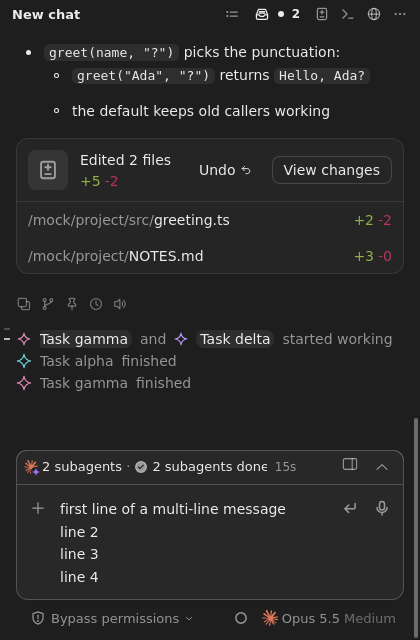 New chat
2
greet(name, "?") picks the punctuation:
greet("Ada", "?") returns Hello, Ada?
the default keeps old callers working
Edited 2 files
+5 -2
Undo
View changes
/mock/project/src/greeting.ts +2 -2
/mock/project/NOTES.md +3 -0
Task gamma and Task delta started working
Task alpha finished
Task gamma finished
2 subagents · 2 subagents done 15s
first line of a multi-line message
line 2
line 3
line 4
Bypass permissions
Opus 5.5 Medium